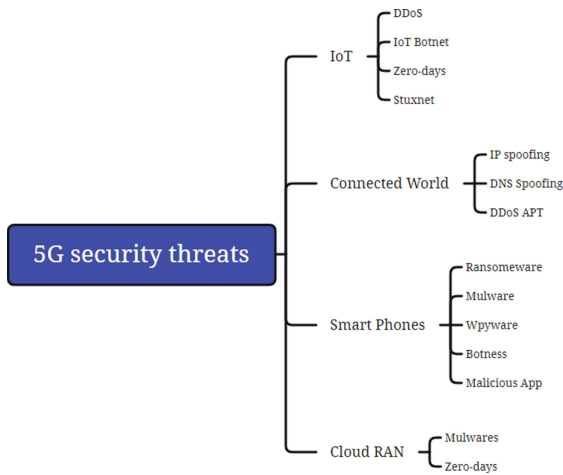 5G security threats
IoT
DDoS
IoT Botnet
Zero-days
Stuxnet
Connected World
IP spoofing
DNS Spoofing
DDoS APT
Smart Phones
Ransomeware
Mulware
Wpyware
Botness
Malicious App
Cloud RAN
Mulwares
Zero-days